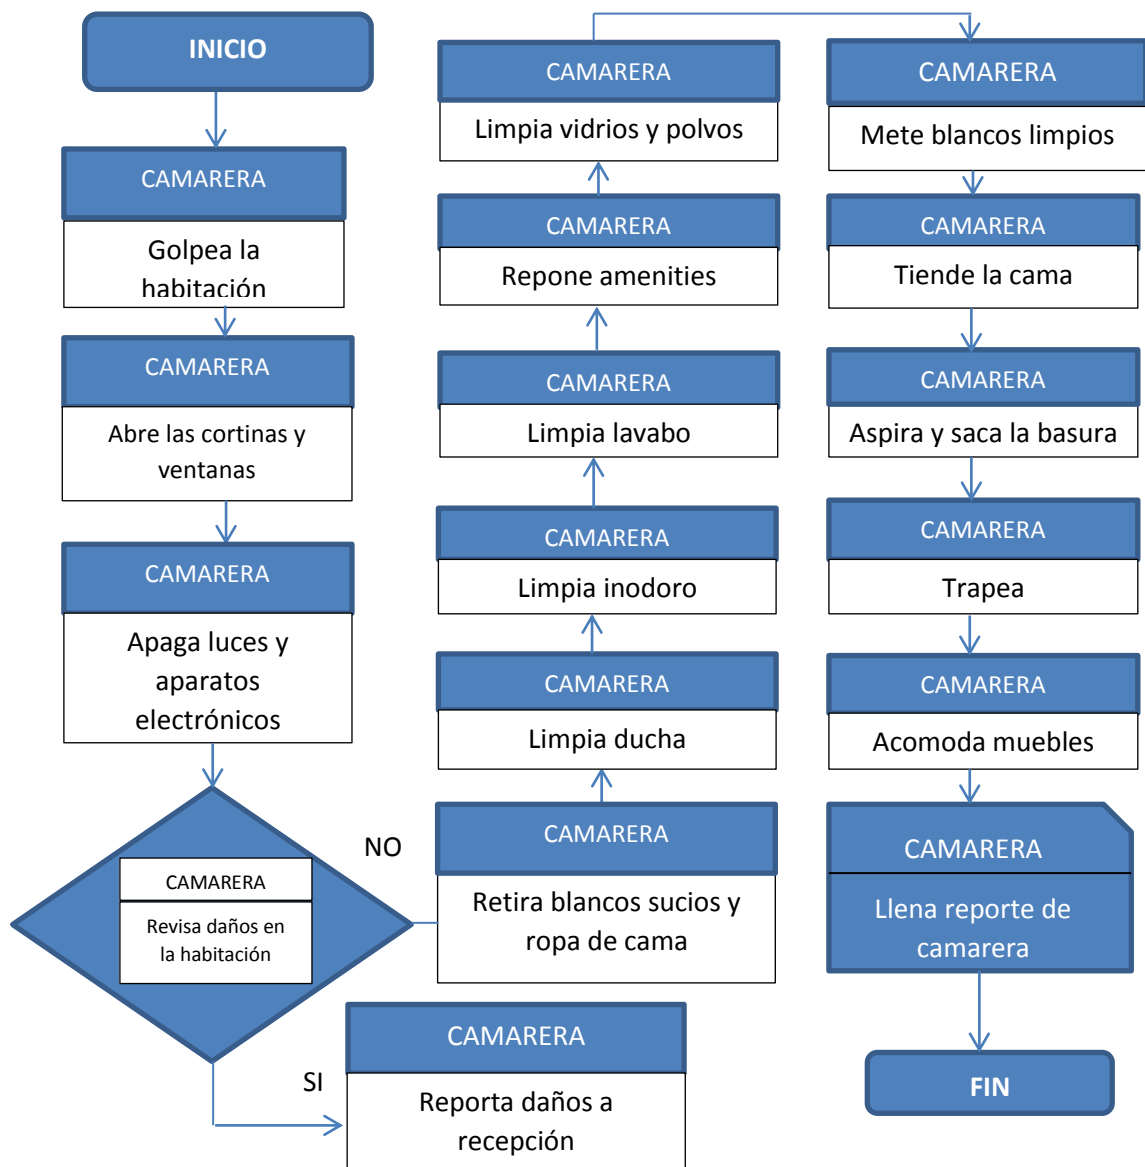 INICIO
CAMARERA
Golpea la
habitación
CAMARERA
Abre las cortinas y
ventanas
CAMARERA
Apaga luces y
aparatos
electrónicos
CAMARERA
Revisa daños en
la habitación
NO
SI
CAMARERA
Reporta daños a
recepción
CAMARERA
Retira blancos sucios y
ropa de cama
CAMARERA
Limpia ducha
CAMARERA
Limpia inodoro
CAMARERA
Limpia lavabo
CAMARERA
Repone amenities
CAMARERA
Limpia vidrios y polvos
CAMARERA
Mete blancos limpios
CAMARERA
Tiende la cama
CAMARERA
Aspira y saca la basura
CAMARERA
Trapea
CAMARERA
Acomoda muebles
CAMARERA
Llena reporte de
camarera
FIN